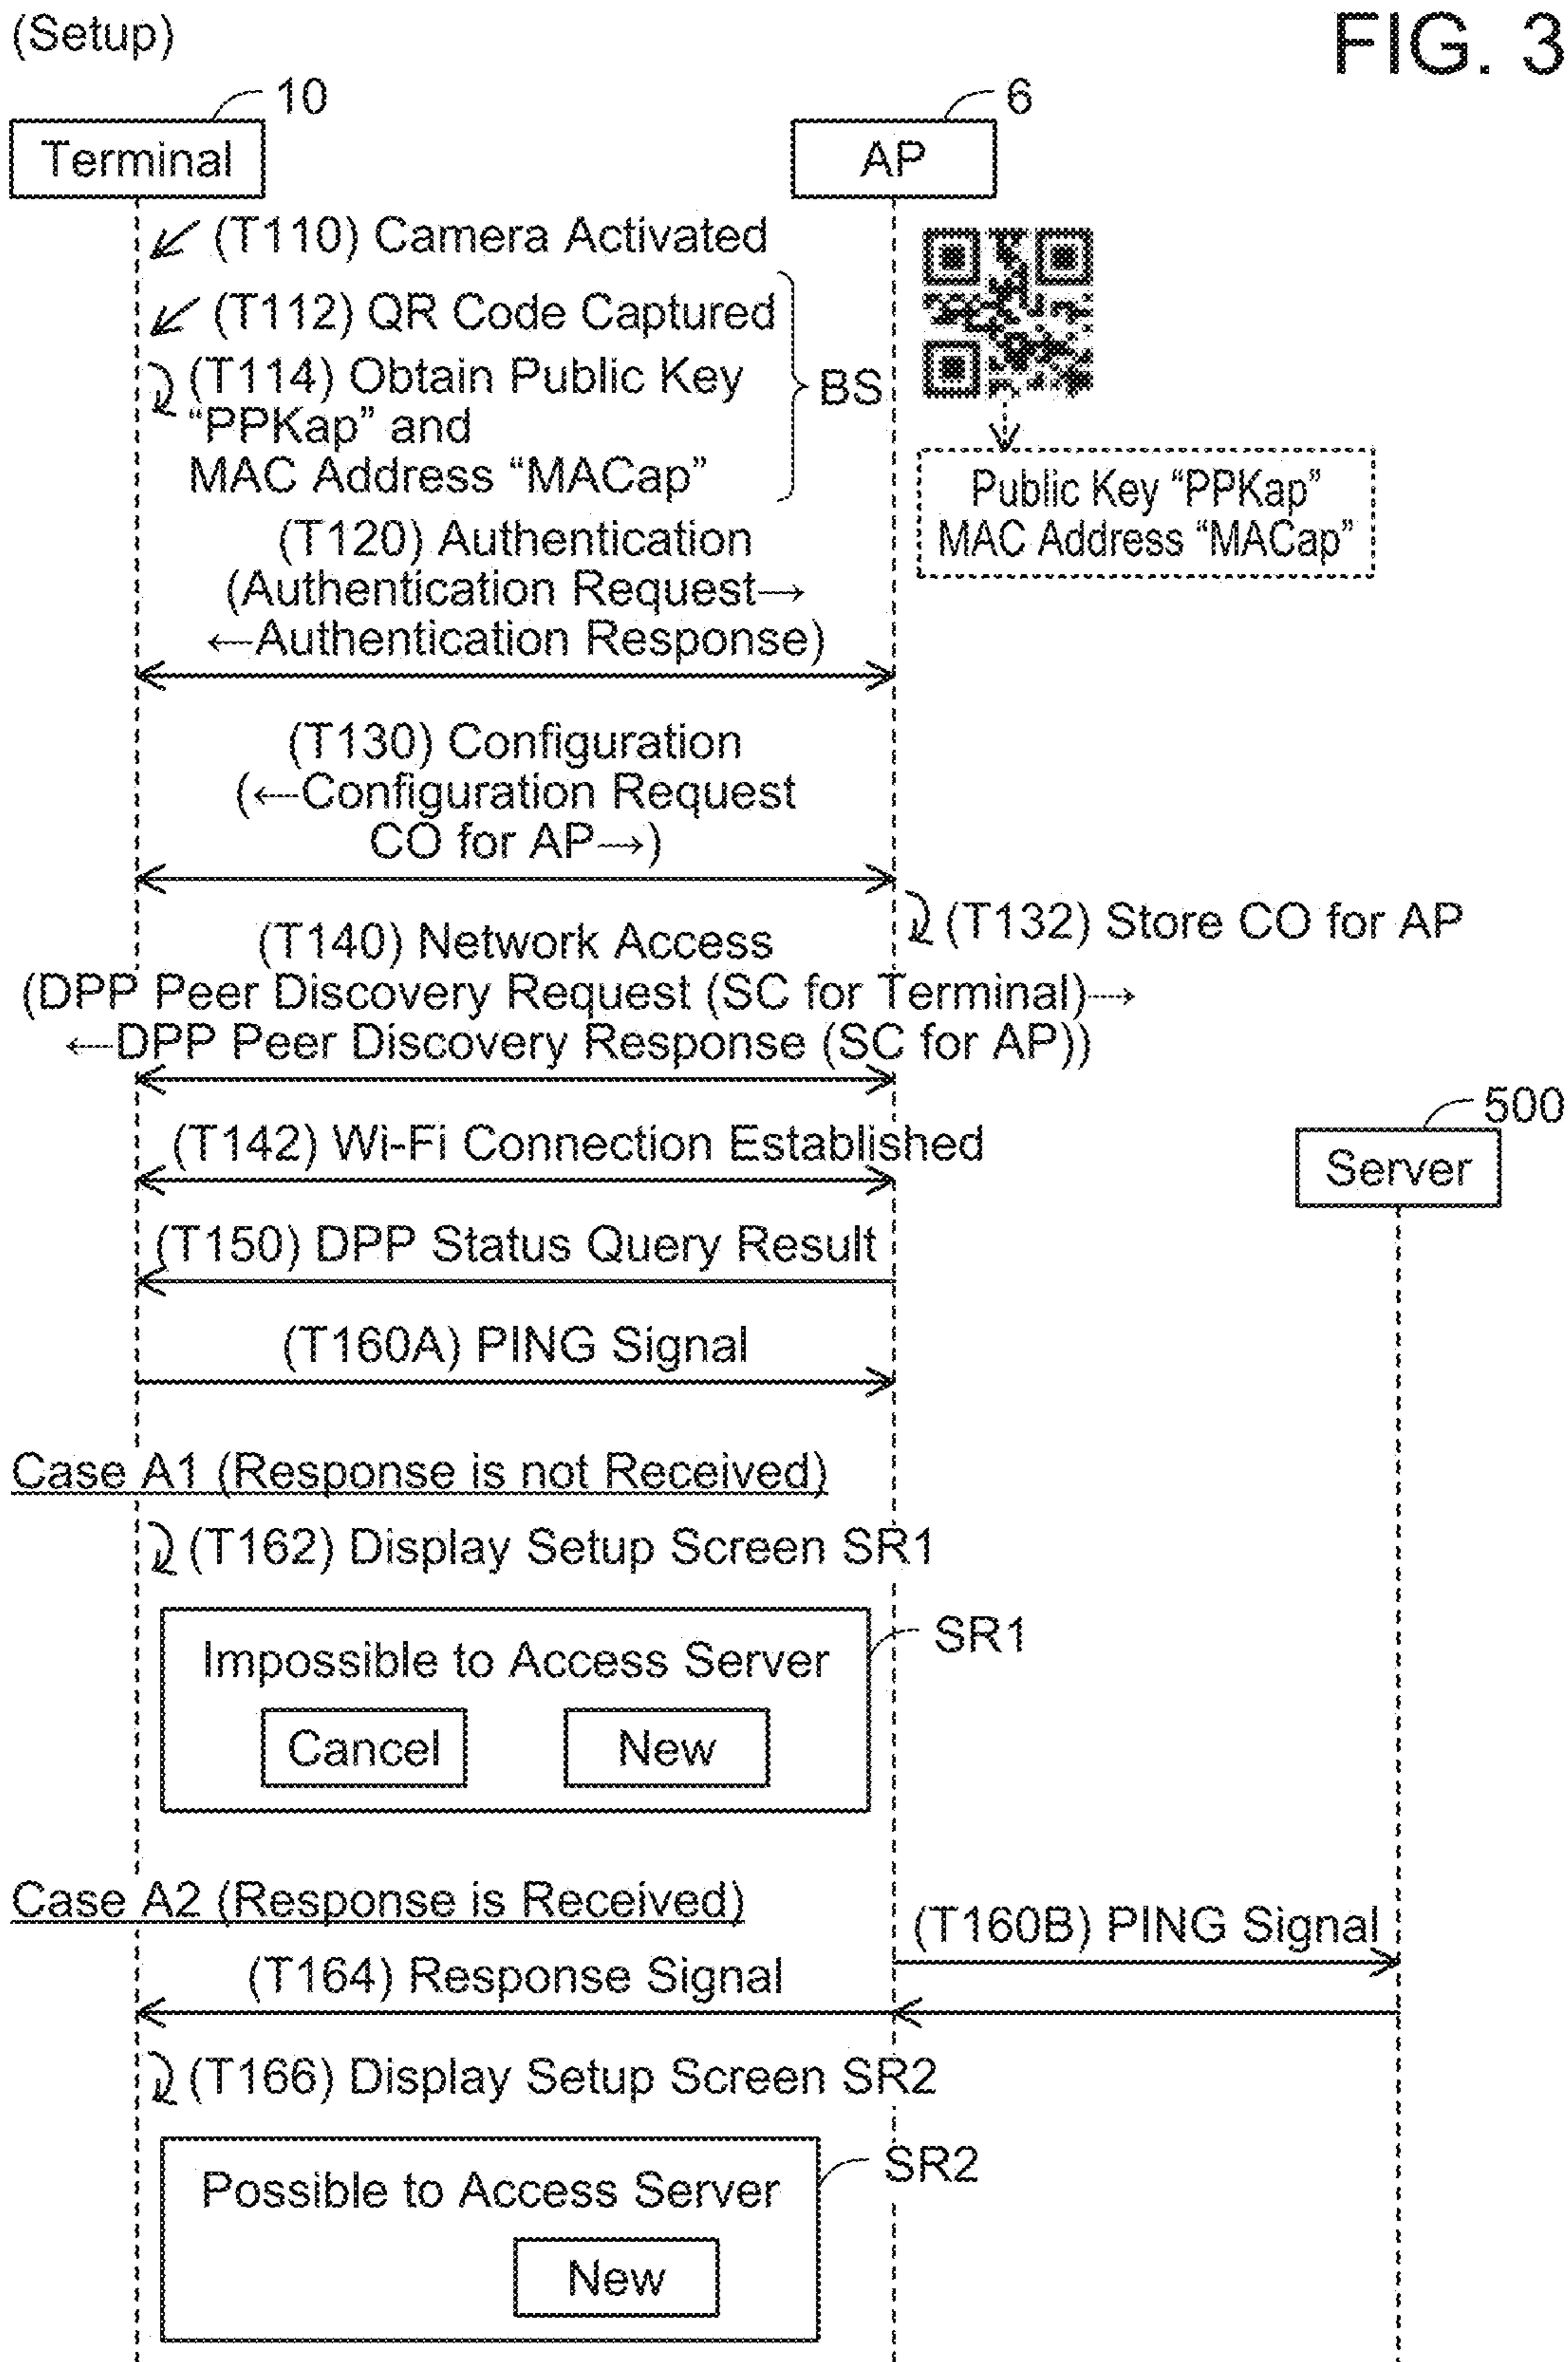 (Setup)
FIG. 3
10
6
Terminal
AP
(T110) Camera Activated
(T112) QR Code Captured
(T114) Obtain Public Key
“PPKap” and
MAC Address “MACap”
BS
Public Key “PPKap”
MAC Address “MACap”
(T120) Authentication
(Authentication Request→
←Authentication Response)
(T130) Configuration
(←Configuration Request
CO for AP→)
(T132) Store CO for AP
(T140) Network Access
(DPP Peer Discovery Request (SC for Terminal)→
←DPP Peer Discovery Response (SC for AP))
500
Server
(T142) Wi-Fi Connection Established
(T150) DPP Status Query Result
(T160A) PING Signal
Case A1 (Response is not Received)
(T162) Display Setup Screen SR1
SR1
Impossible to Access Server
Cancel
New
Case A2 (Response is Received)
(T160B) PING Signal
(T164) Response Signal
(T166) Display Setup Screen SR2
SR2
Possible to Access Server
New